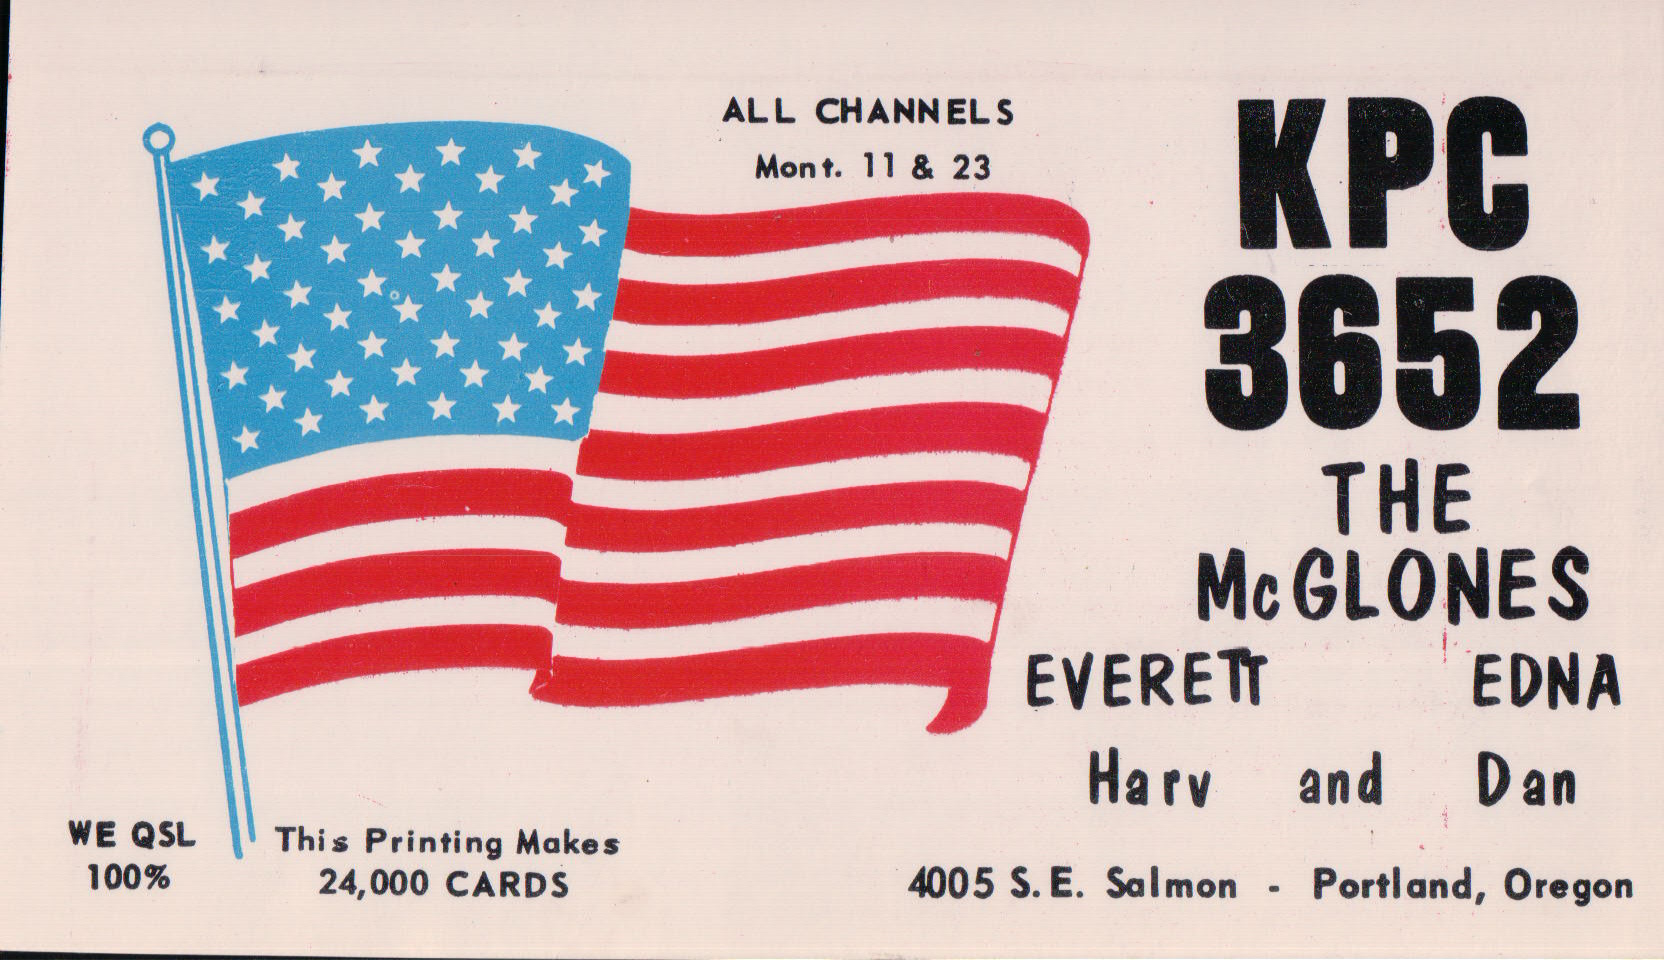 ALL CHANNELS
Mont. 11 & 23
KPC
3652
THE
McGLONES
EVERETT EDNA
Harv and Dan
WE QSL
100%
This Printing Makes
24,000 CARDS
4005 S.E. Salmon - Portland, Oregon